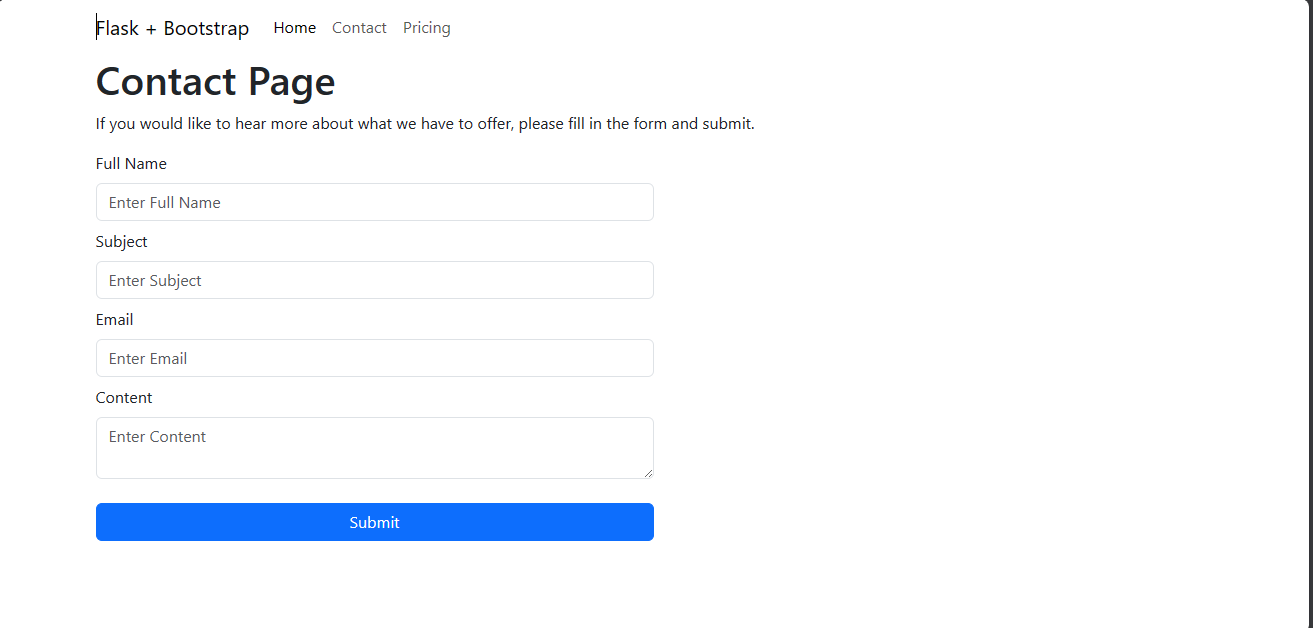 Flask + Bootstrap Home Contact Pricing
Contact Page
If you would like to hear more about what we have to offer, please fill in the form and submit.
Full Name
Enter Full Name
Subject
Enter Subject
Email
Enter Email
Content
Enter Content
Submit